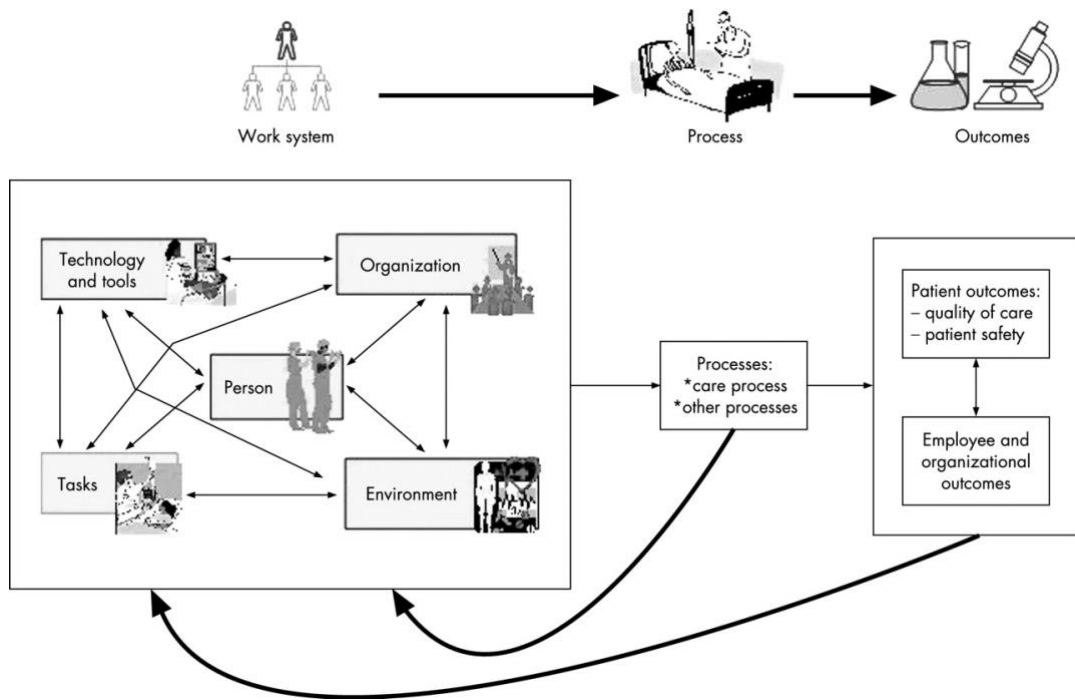 Work system
Process
Outcomes
Technology
and tools
Organization
Person
Tasks
Environment
Processes:
*care process
*other processes
Patient outcomes:
– quality of care
– patient safety
Employee and
organizational
outcomes